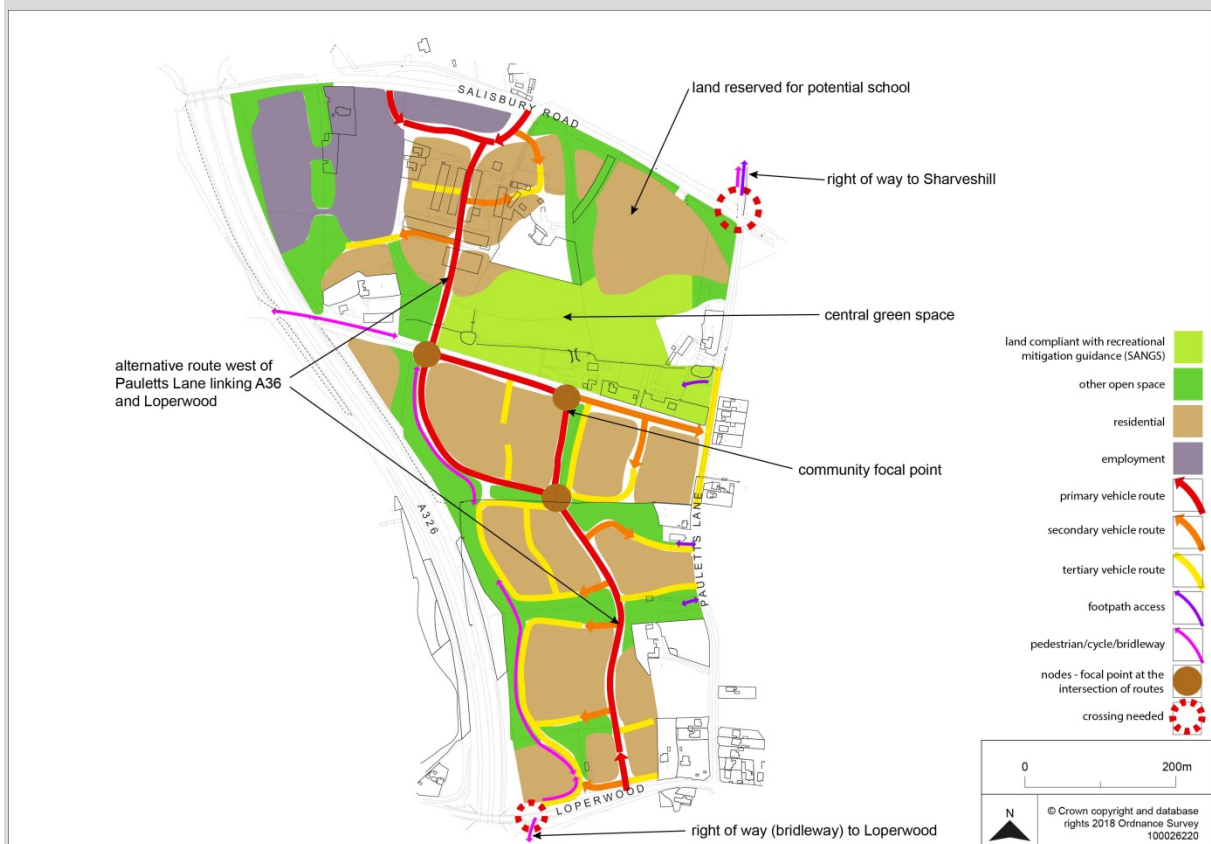 SALISBURY ROAD
land reserved for potential school
right of way to Sharveshill
central green space
alternative route west of
Pauletts Lane linking A36
and Loperwood
community focal point
A326
PAULETTS LANE
LOPERWOOD
right of way (bridleway) to Loperwood
land compliant with recreational
mitigation guidance (SANGS)
other open space
residential
employment
primary vehicle route
secondary vehicle route
tertiary vehicle route
footpath access
pedestrian/cycle/bridleway
nodes - focal point at the
intersection of routes
crossing needed
0 200m
N
© Crown copyright and database
rights 2018 Ordnance Survey
100026220